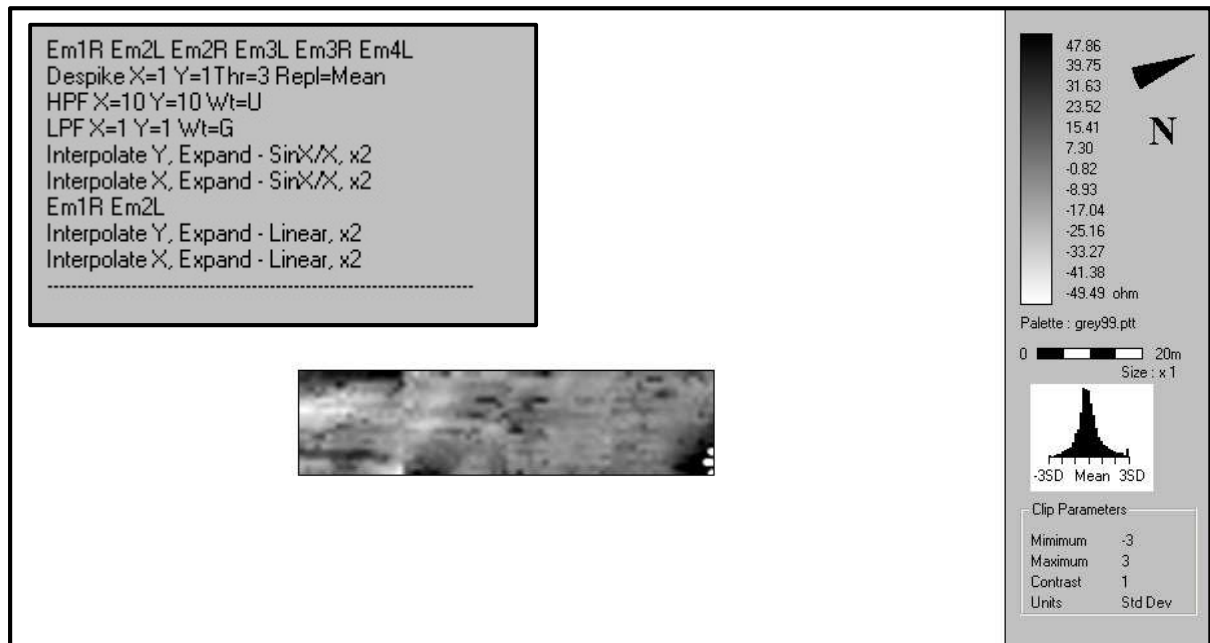 Em1R Em2L Em2R Em3L Em3R Em4L
Despike X=1 Y=1Thr=3 Repl=Mean
HPF X=10 Y=10 Wt=U
LPF X=1 Y=1 Wt=G
Interpolate Y, Expand - SinX/X, x2
Interpolate X, Expand - SinX/X, x2
Em1R Em2L
Interpolate Y, Expand - Linear, x2
Interpolate X, Expand - Linear, x2
--------------------------------------------------------------------------
47.86
39.75
31.63
23.52
15.41
7.30
-0.82
-8.93
-17.04
-25.16
-33.27
-41.38
-49.49 ohm
N
Palette : grey99.ptt
0 20m
Size : x 1
-3SD Mean 3SD
Clip Parameters
Mimimum -3
Maximum 3
Contrast 1
Units Std Dev